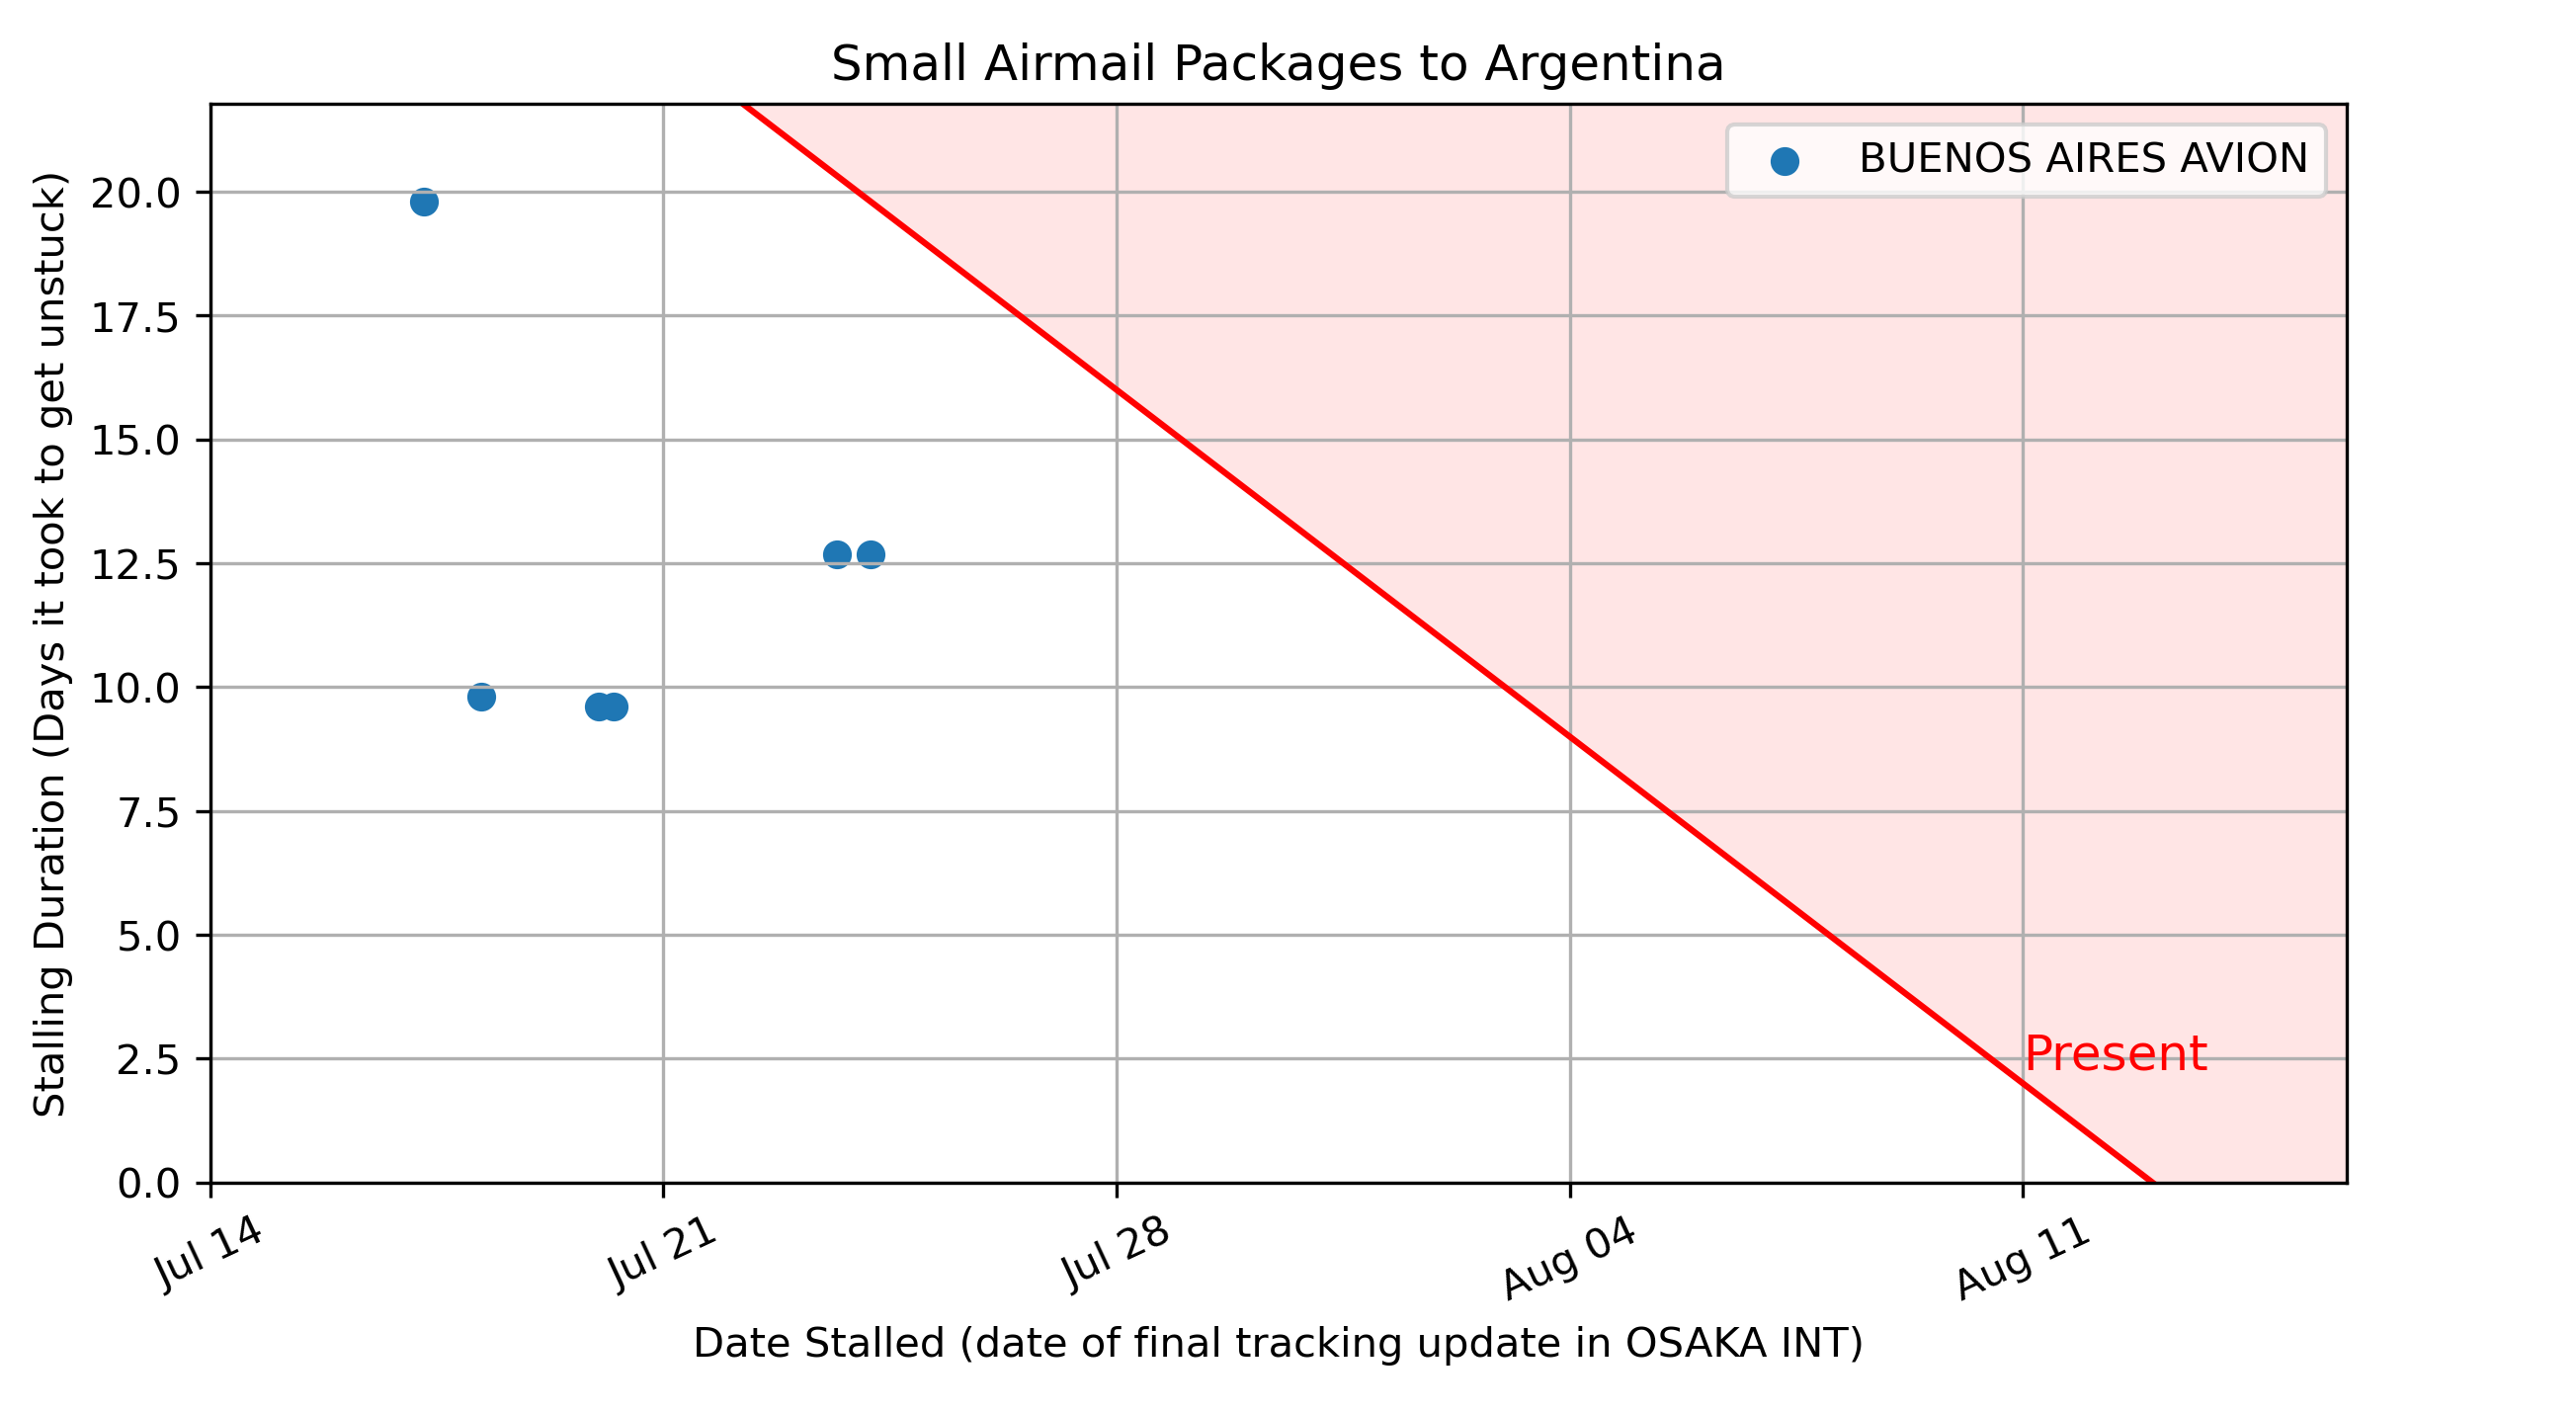 Small Airmail Packages to Argentina
BUENOS AIRES AVION
Stalling Duration (Days it took to get unstuck)
20.0
17.5
15.0
12.5
10.0
7.5
5.0
2.5
0.0
Present
Jul 14
Jul 21
Jul 28
Aug 04
Aug 11
Date Stalled (date of final tracking update in OSAKA INT)